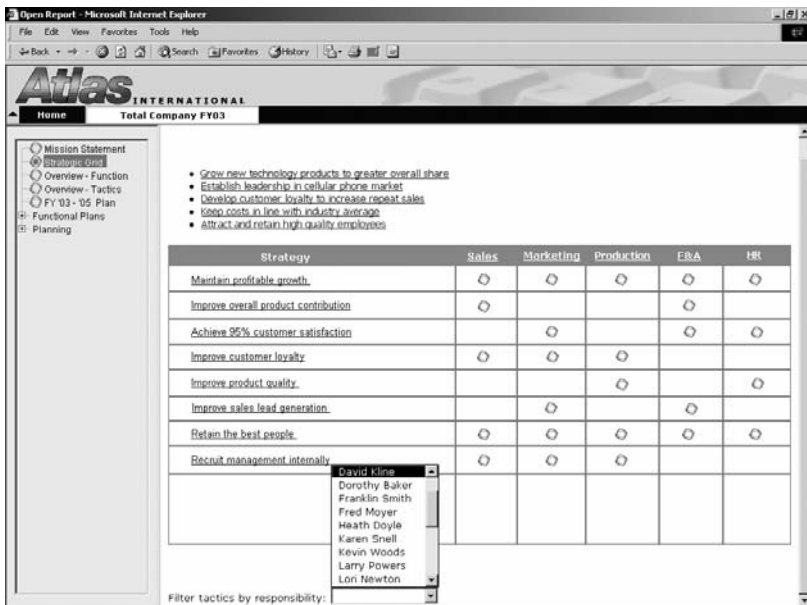 Open Report - Microsoft Internet Explorer
File Edit View Favorites Tools Help
Back Search Favorites History
Atlas
INTERNATIONAL
Home Total Company FY03
Mission Statement
Strategic Grid
Overview - Function
Overview - Tactics
FY '03 - '05 Plan
Functional Plans
Planning
Grow new technology products to greater overall share
Establish leadership in cellular phone market
Develop customer loyalty to increase repeat sales
Keep costs in line with industry average
Attract and retain high quality employees
Strategy Sales Marketing Production F&A HR
Maintain profitable growth
Improve overall product contribution
Achieve 95% customer satisfaction
Improve customer loyalty
Improve product quality
Improve sales lead generation
Retain the best people
Recruit management internally
David Kline
Dorothy Baker
Franklin Smith
Fred Moyer
Heath Doyle
Karen Snell
Kevin Woods
Larry Powers
Lori Newton
Filter tactics by responsibility: